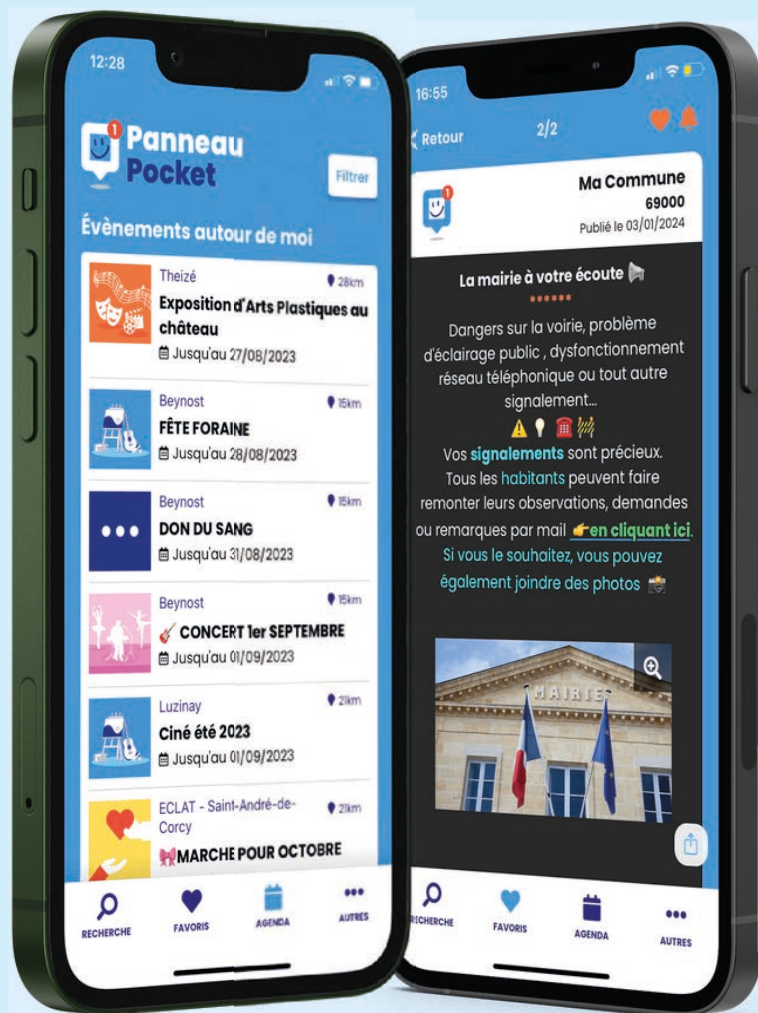 12:28
1
Panneau
Pocket
Filtrer
Évènements autour de moi
Theizé
28km
Exposition d'Arts Plastiques au
château
Jusqu'au 27/08/2023
Beynost
15km
FÊTE FORAINE
Jusqu'au 28/08/2023
Beynost
15km
DON DU SANG
Jusqu'au 31/08/2023
Beynost
15km
🎸 CONCERT 1er SEPTEMBRE
Jusqu'au 01/09/2023
Luzinay
21km
Ciné été 2023
Jusqu'au 01/09/2023
ECLAT - Saint-André-de-
Corcy
21km
🎀MARCHE POUR OCTOBRE
RECHERCHE
FAVORIS
AGENDA
AUTRES
16:55
Retour
2/2
1
Ma Commune
69000
Publié le 03/01/2024
La mairie à votre écoute 📢
******
Dangers sur la voirie, problème
d'éclairage public , dysfonctionnement
réseau téléphonique ou tout autre
signalement...
⚠️💡☎️🚧
Vos signalements sont précieux.
Tous les habitants peuvent faire
remonter leurs observations, demandes
ou remarques par mail 👉en cliquant ici.
Si vous le souhaitez, vous pouvez
également joindre des photos 📸
MAIRIE
RECHERCHE
FAVORIS
AGENDA
AUTRES